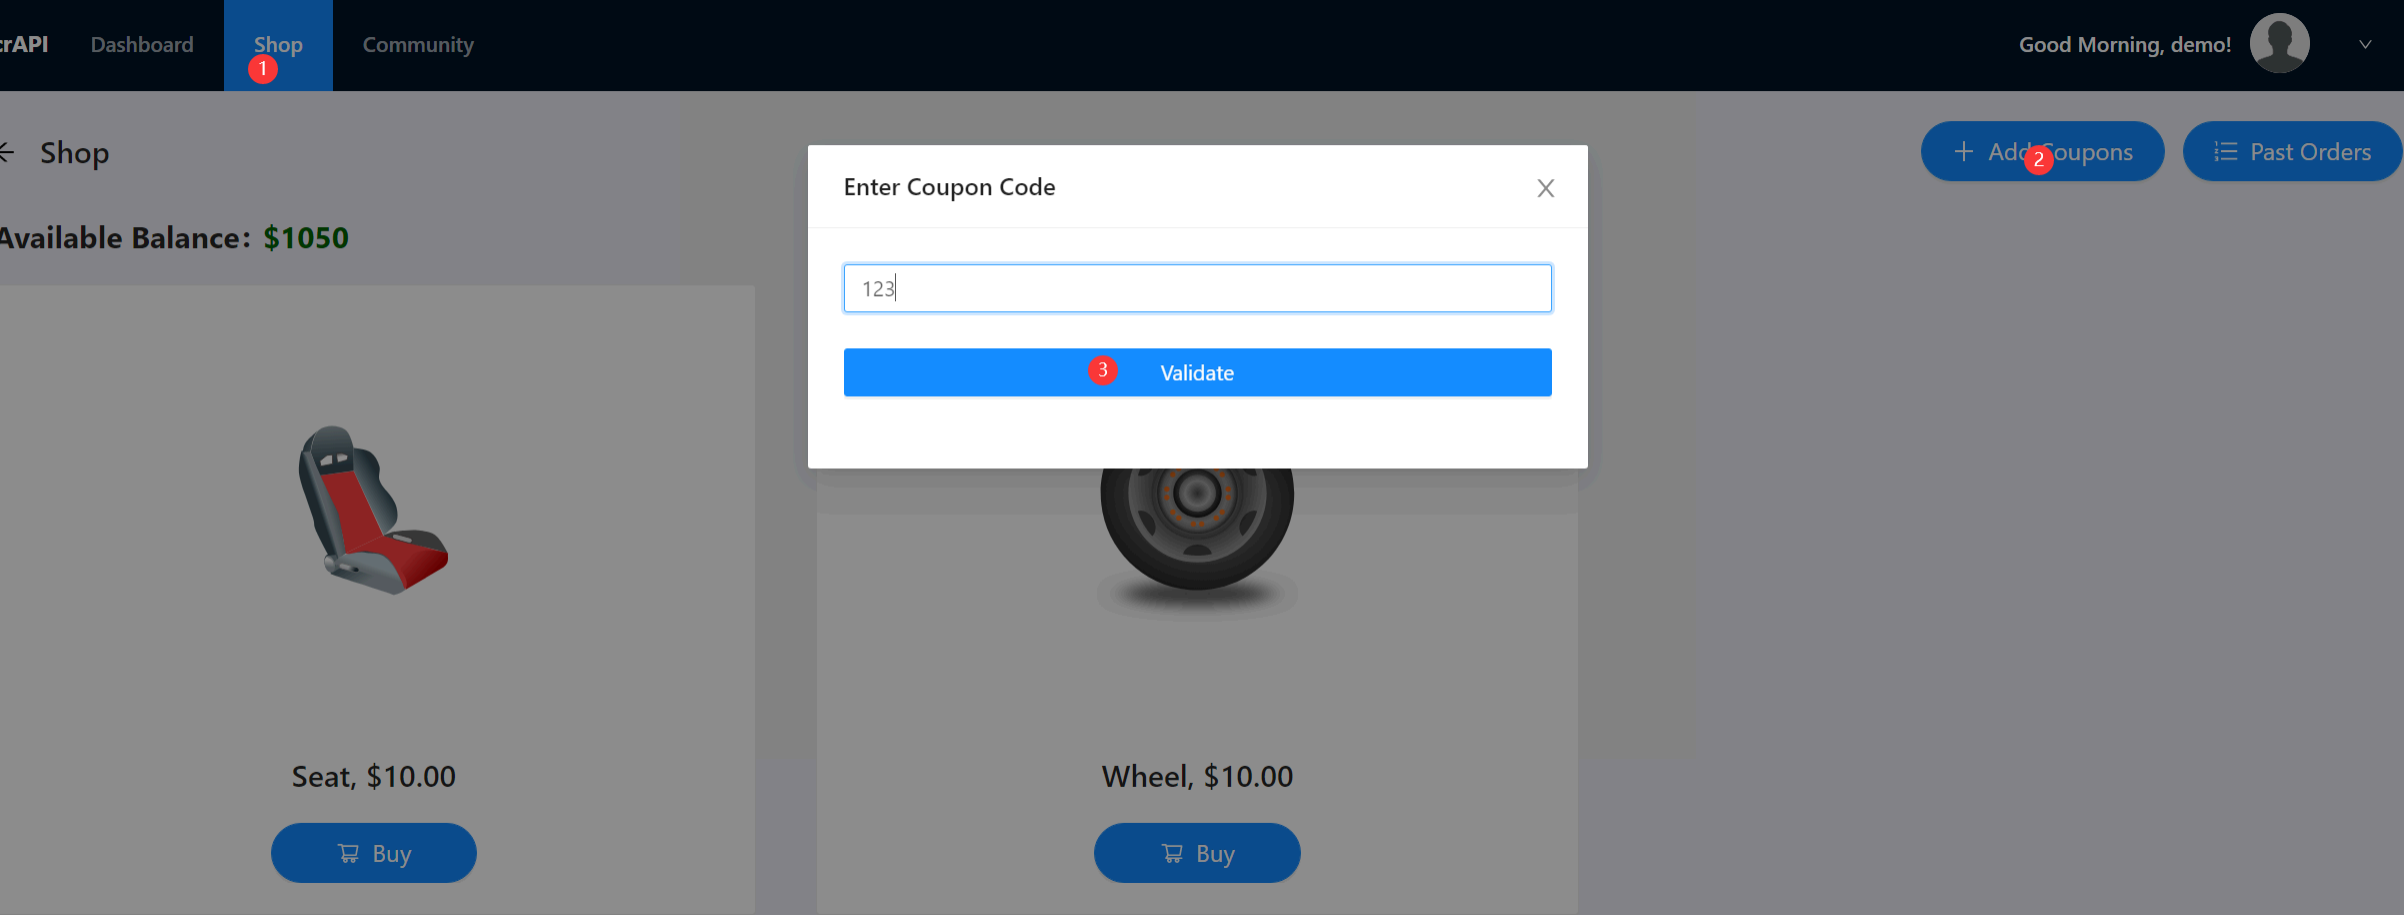 crAPI Dashboard Shop Community Good Morning, demo!
1
Shop
+ Add Coupons
2
Past Orders
Available Balance: $1050
Enter Coupon Code
X
123
3 Validate
Seat, $10.00
Wheel, $10.00
Buy
Buy